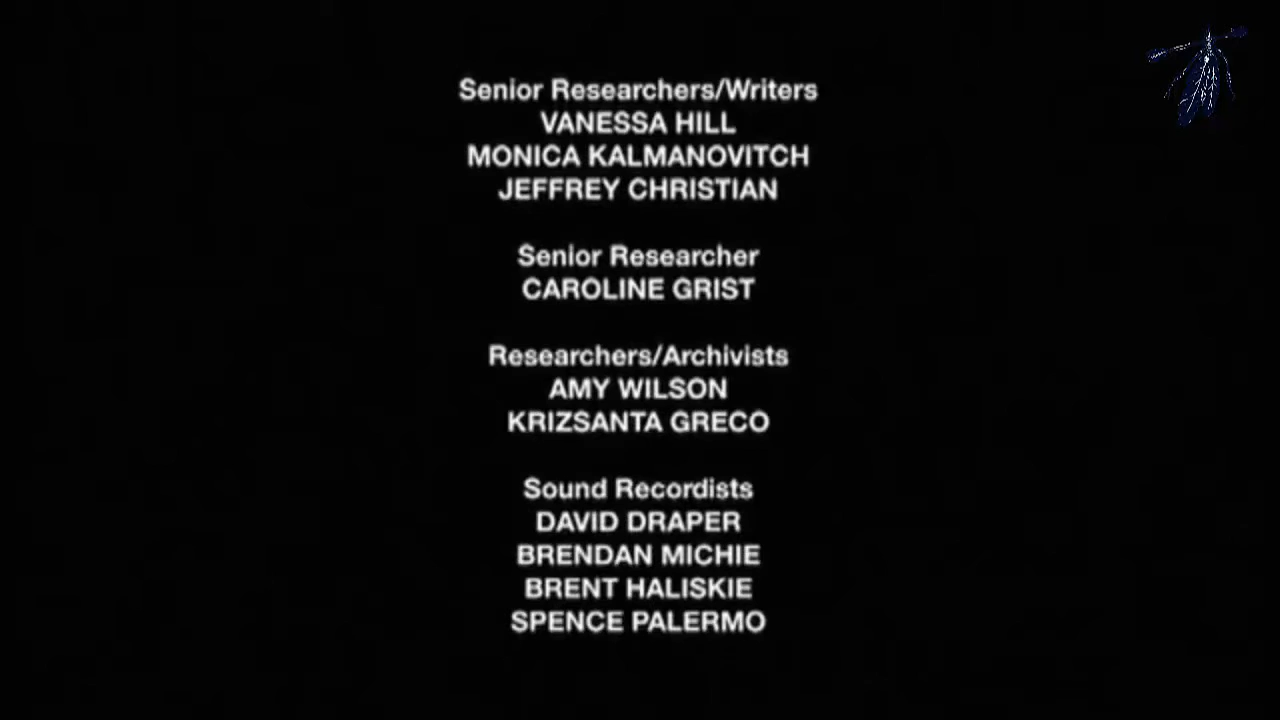 Senior Researchers/Writers
VANESSA HILL
MONICA KALMANOVITCH
JEFFREY CHRISTIAN
Senior Researcher
CAROLINE GRIST
Researchers/Archivists
AMY WILSON
KRIZSANTA GRECO
Sound Recordists
DAVID DRAPER
BRENDAN MICHIE
BRENT HALISKIE
SPENCE PALERMO